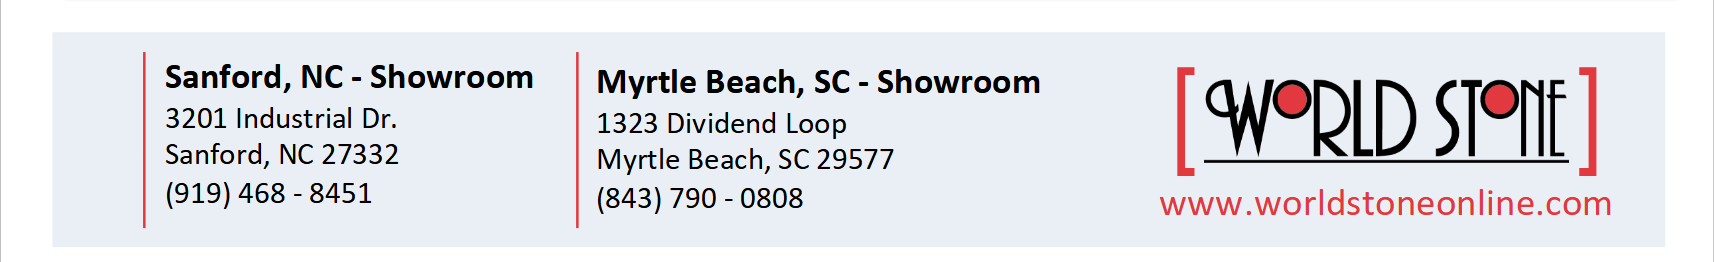 Sanford, NC - Showroom
3201 Industrial Dr.
Sanford, NC 27332
(919) 468 - 8451
Myrtle Beach, SC - Showroom
1323 Dividend Loop
Myrtle Beach, SC 29577
(843) 790 - 0808
[WORLD STONE]
www.worldstoneonline.com